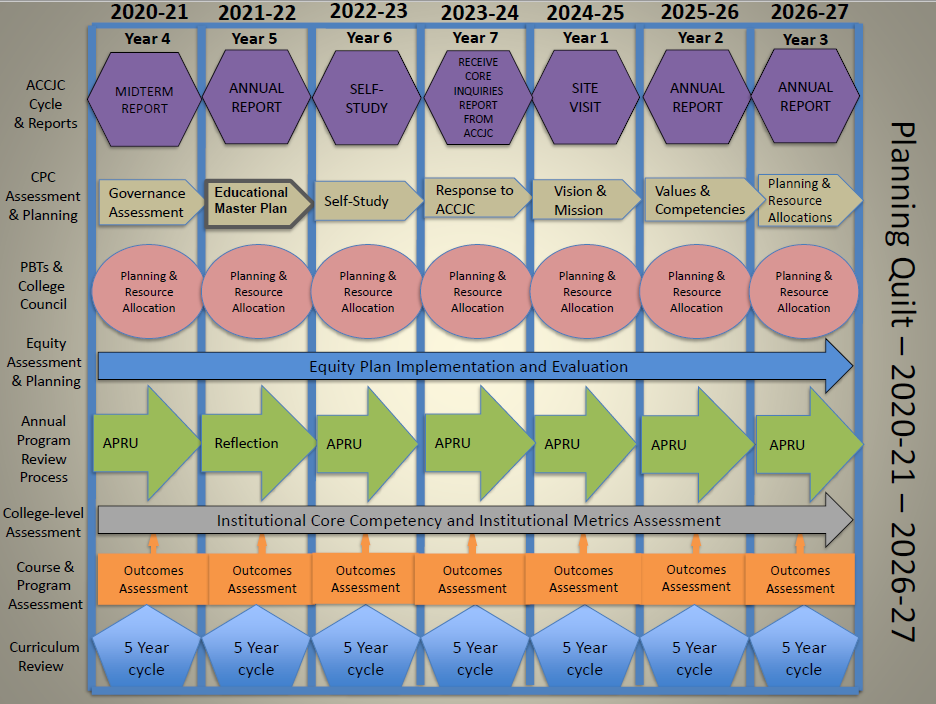 2020-21 2021-22 2022-23 2023-24 2024-25 2025-26 2026-27
Year 4 Year 5 Year 6 Year 7 Year 1 Year 2 Year 3
ACCJC
Cycle
& Reports
MIDTERM
REPORT
ANNUAL
REPORT
SELF-
STUDY
RECEIVE
CORE
INQUIRIES
REPORT
FROM
ACCJC
SITE
VISIT
ANNUAL
REPORT
ANNUAL
REPORT
CPC
Assessment
& Planning
Governance
Assessment
Educational
Master Plan
Self-Study
Response to
ACCJC
Vision &
Mission
Values &
Competencies
Planning &
Resource
Allocations
PBTs &
College
Council
Planning &
Resource
Allocation
Planning &
Resource
Allocation
Planning &
Resource
Allocation
Planning &
Resource
Allocation
Planning &
Resource
Allocation
Planning &
Resource
Allocation
Planning &
Resource
Allocation
Equity
Assessment
& Planning
Equity Plan Implementation and Evaluation
Annual
Program
Review
Process
APRU
Reflection
APRU
APRU
APRU
APRU
APRU
College-level
Assessment
Institutional Core Competency and Institutional Metrics Assessment
Course &
Program
Assessment
Outcomes
Assessment
Outcomes
Assessment
Outcomes
Assessment
Outcomes
Assessment
Outcomes
Assessment
Outcomes
Assessment
Outcomes
Assessment
Curriculum
Review
5 Year
cycle
5 Year
cycle
5 Year
cycle
5 Year
cycle
5 Year
cycle
5 Year
cycle
5 Year
cycle
Planning Quilt – 2020-21 – 2026-27